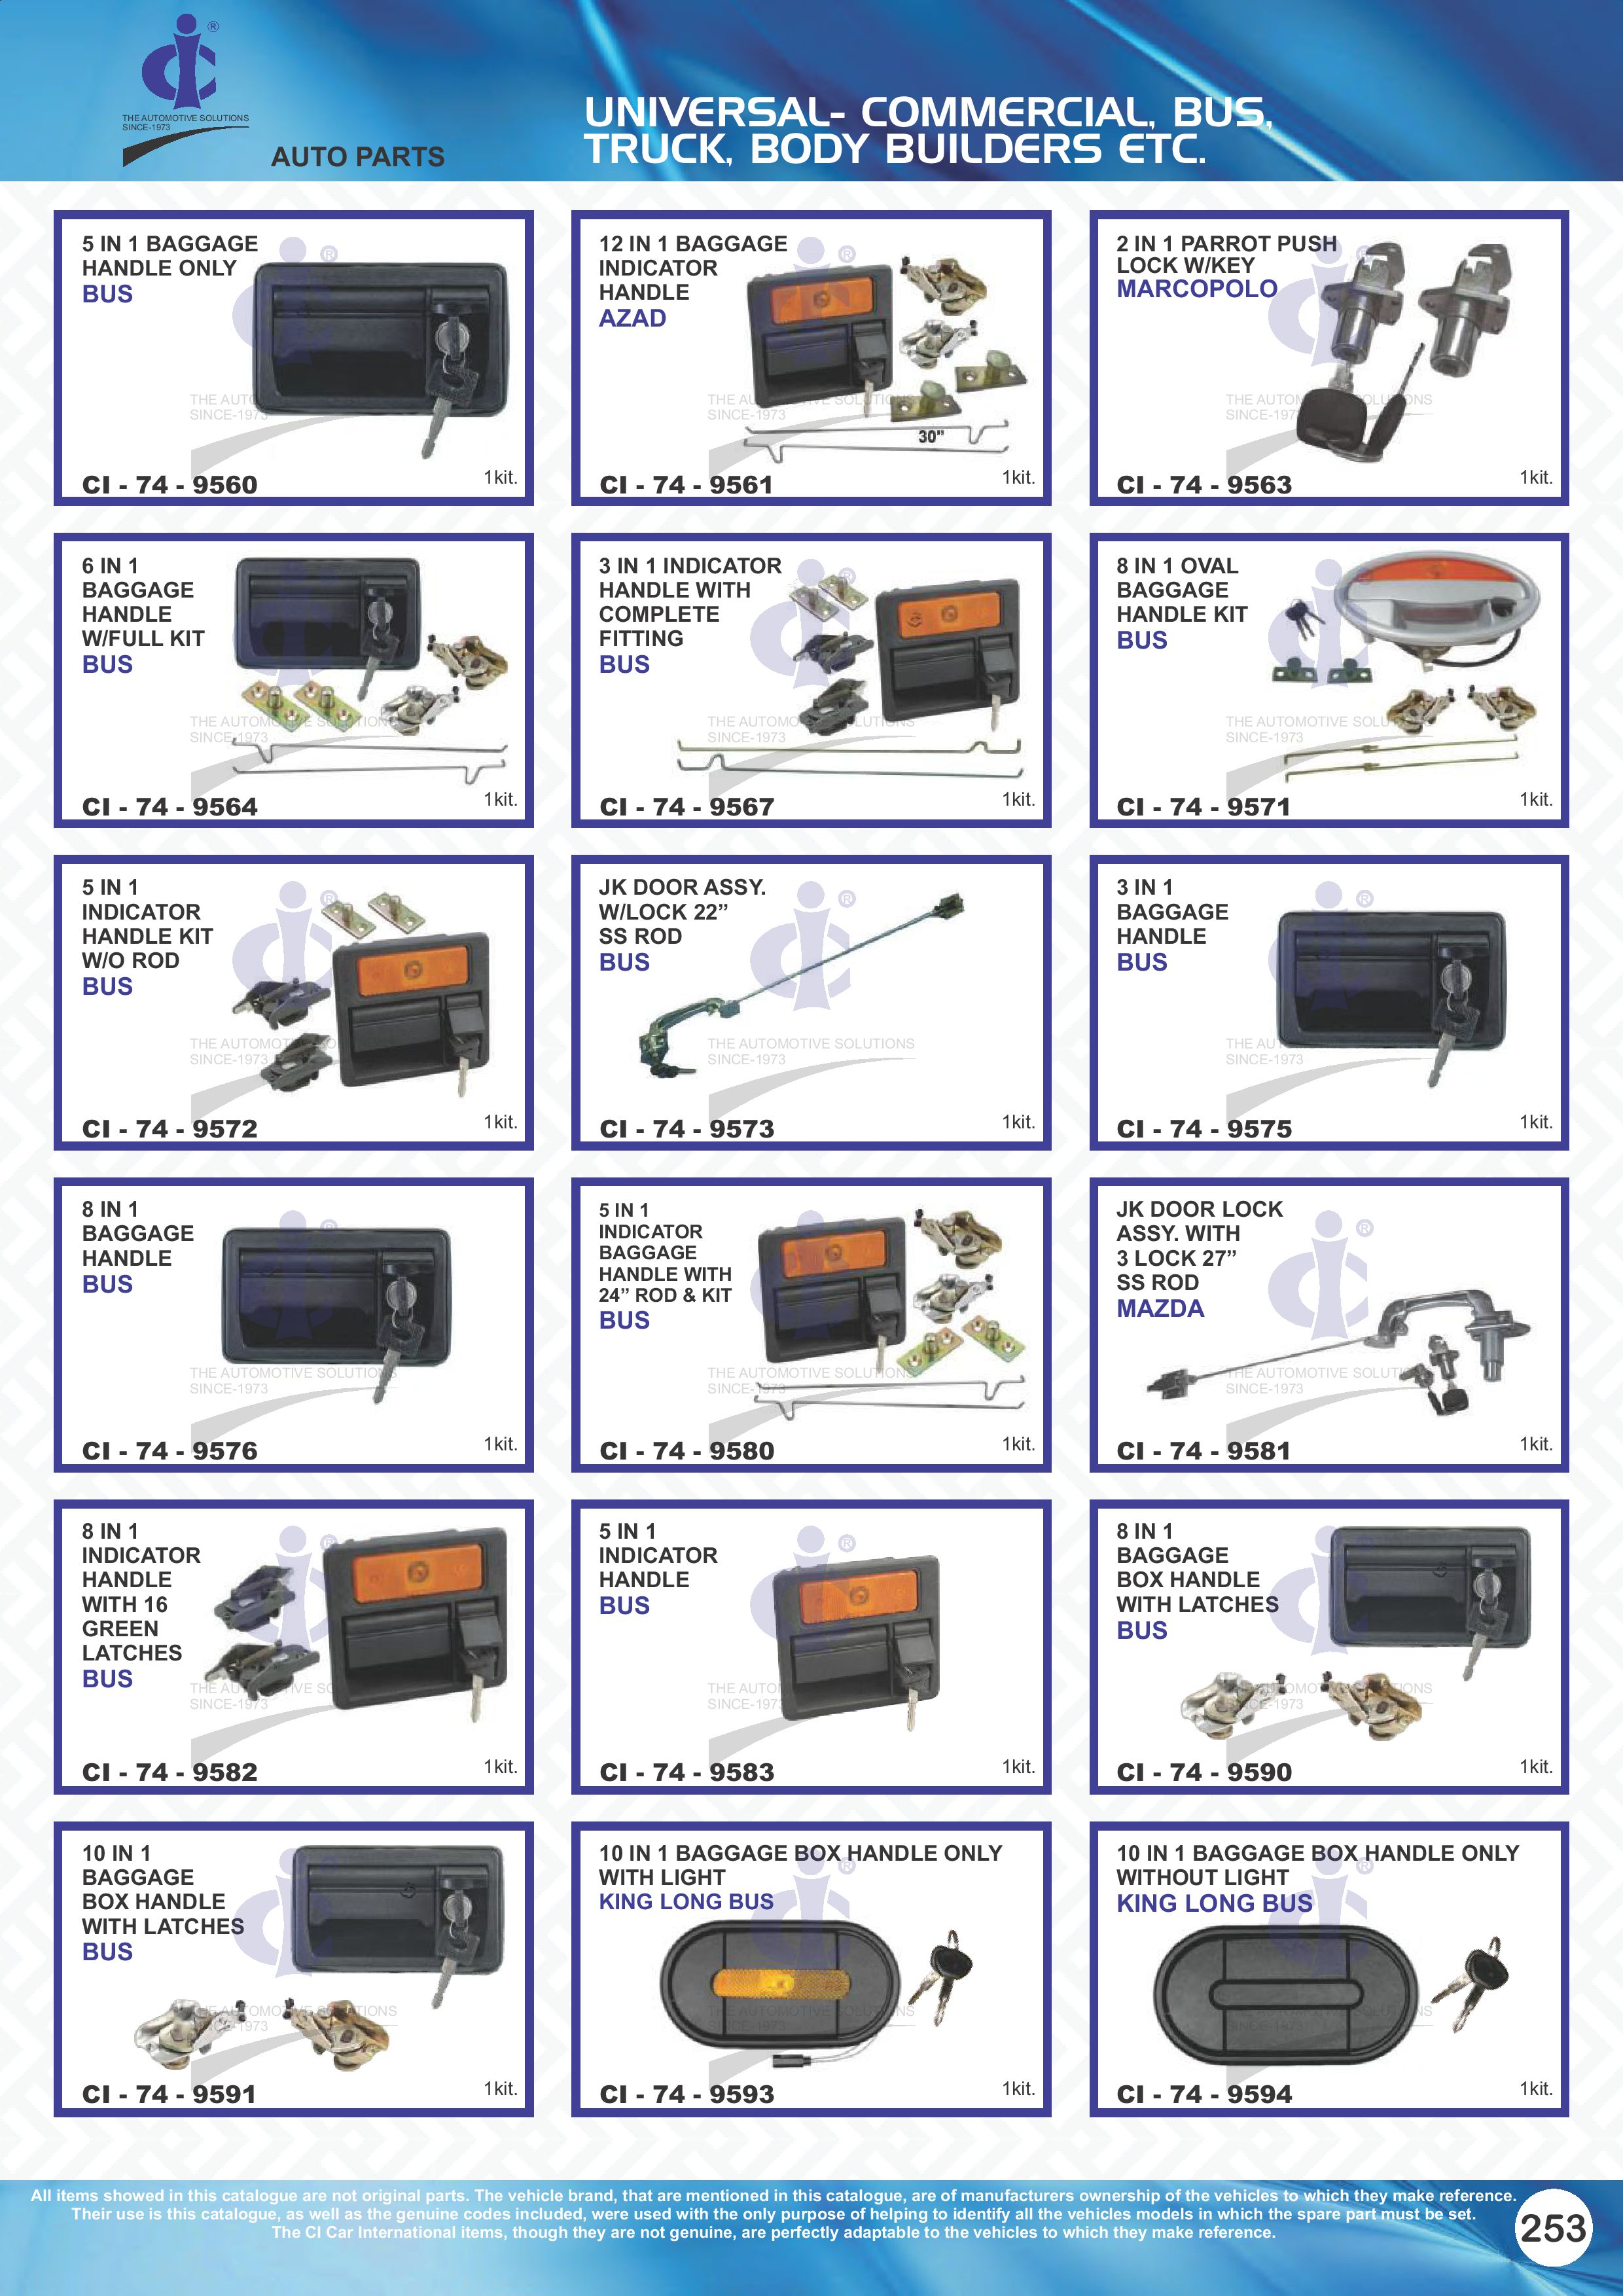 ®
THE AUTOMOTIVE SOLUTIONS
SINCE-1973
AUTO PARTS
UNIVERSAL- COMMERCIAL, BUS,
TRUCK, BODY BUILDERS ETC.
5 IN 1 BAGGAGE
HANDLE ONLY
BUS
CI - 74 - 9560
1kit.
12 IN 1 BAGGAGE
INDICATOR
HANDLE
AZAD
30”
CI - 74 - 9561
1kit.
2 IN 1 PARROT PUSH
LOCK W/KEY
MARCOPOLO
CI - 74 - 9563
1kit.
6 IN 1
BAGGAGE
HANDLE
W/FULL KIT
BUS
CI - 74 - 9564
1kit.
3 IN 1 INDICATOR
HANDLE WITH
COMPLETE
FITTING
BUS
CI - 74 - 9567
1kit.
8 IN 1 OVAL
BAGGAGE
HANDLE KIT
BUS
CI - 74 - 9571
1kit.
5 IN 1
INDICATOR
HANDLE KIT
W/O ROD
BUS
CI - 74 - 9572
1kit.
JK DOOR ASSY.
W/LOCK 22”
SS ROD
BUS
THE AUTOMOTIVE SOLUTIONS
SINCE-1973
CI - 74 - 9573
1kit.
3 IN 1
BAGGAGE
HANDLE
BUS
CI - 74 - 9575
1kit.
8 IN 1
BAGGAGE
HANDLE
BUS
THE AUTOMOTIVE SOLUTIONS
SINCE-1973
CI - 74 - 9576
1kit.
5 IN 1
INDICATOR
BAGGAGE
HANDLE WITH
24” ROD & KIT
BUS
THE AUTOMOTIVE SOLUTIONS
SINCE-1973
CI - 74 - 9580
1kit.
JK DOOR LOCK
ASSY. WITH
3 LOCK 27”
SS ROD
MAZDA
CI - 74 - 9581
1kit.
8 IN 1
INDICATOR
HANDLE
WITH 16
GREEN
LATCHES
BUS
CI - 74 - 9582
1kit.
5 IN 1
INDICATOR
HANDLE
BUS
CI - 74 - 9583
1kit.
8 IN 1
BAGGAGE
BOX HANDLE
WITH LATCHES
BUS
CI - 74 - 9590
1kit.
10 IN 1
BAGGAGE
BOX HANDLE
WITH LATCHES
BUS
CI - 74 - 9591
1kit.
10 IN 1 BAGGAGE BOX HANDLE ONLY
WITH LIGHT
KING LONG BUS
CI - 74 - 9593
1kit.
10 IN 1 BAGGAGE BOX HANDLE ONLY
WITHOUT LIGHT
KING LONG BUS
CI - 74 - 9594
1kit.
All items showed in this catalogue are not original parts. The vehicle brand, that are mentioned in this catalogue, are of manufacturers ownership of the vehicles to which they make reference.
Their use is this catalogue, as well as the genuine codes included, were used with the only purpose of helping to identify all the vehicles models in which the spare part must be set.
The CI Car International items, though they are not genuine, are perfectly adaptable to the vehicles to which they make reference.
253